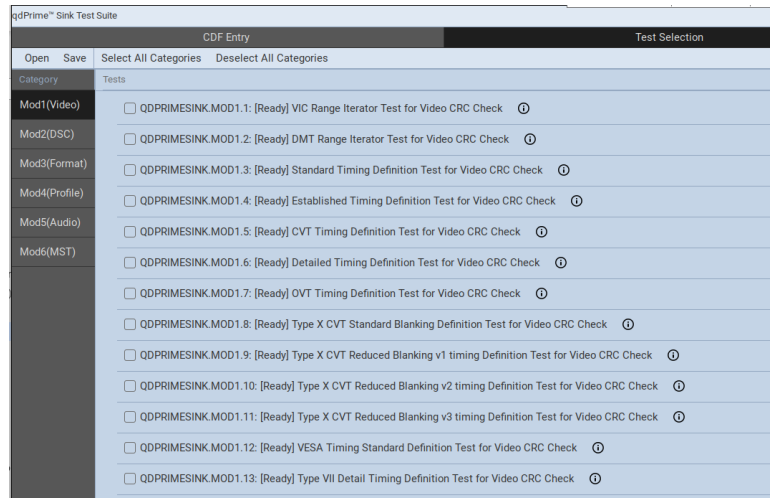 qdPrime™ Sink Test Suite
CDF Entry
Test Selection
Open Save Select All Categories Deselect All Categories
Category
Tests
Mod1(Video)
Mod2(DSC)
Mod3(Format)
Mod4(Profile)
Mod5(Audio)
Mod6(MST)
QDPRIMESINK.MOD1.1: [Ready] VIC Range Iterator Test for Video CRC Check
QDPRIMESINK.MOD1.2: [Ready] DMT Range Iterator Test for Video CRC Check
QDPRIMESINK.MOD1.3: [Ready] Standard Timing Definition Test for Video CRC Check
QDPRIMESINK.MOD1.4: [Ready] Established Timing Definition Test for Video CRC Check
QDPRIMESINK.MOD1.5: [Ready] CVT Timing Definition Test for Video CRC Check
QDPRIMESINK.MOD1.6: [Ready] Detailed Timing Definition Test for Video CRC Check
QDPRIMESINK.MOD1.7: [Ready] OVT Timing Definition Test for Video CRC Check
QDPRIMESINK.MOD1.8: [Ready] Type X CVT Standard Blanking Definition Test for Video CRC Check
QDPRIMESINK.MOD1.9: [Ready] Type X CVT Reduced Blanking v1 timing Definition Test for Video CRC Check
QDPRIMESINK.MOD1.10: [Ready] Type X CVT Reduced Blanking v2 timing Definition Test for Video CRC Check
QDPRIMESINK.MOD1.11: [Ready] Type X CVT Reduced Blanking v3 timing Definition Test for Video CRC Check
QDPRIMESINK.MOD1.12: [Ready] VESA Timing Standard Definition Test for Video CRC Check
QDPRIMESINK.MOD1.13: [Ready] Type VII Detail Timing Definition Test for Video CRC Check